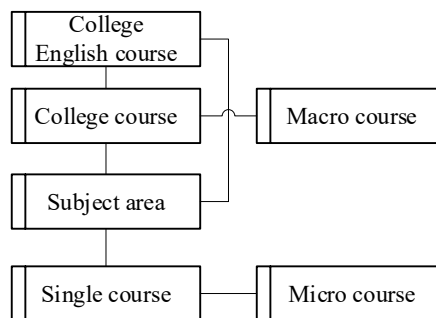 College
English course
College course
Macro course
Subject area
Single course
Micro course